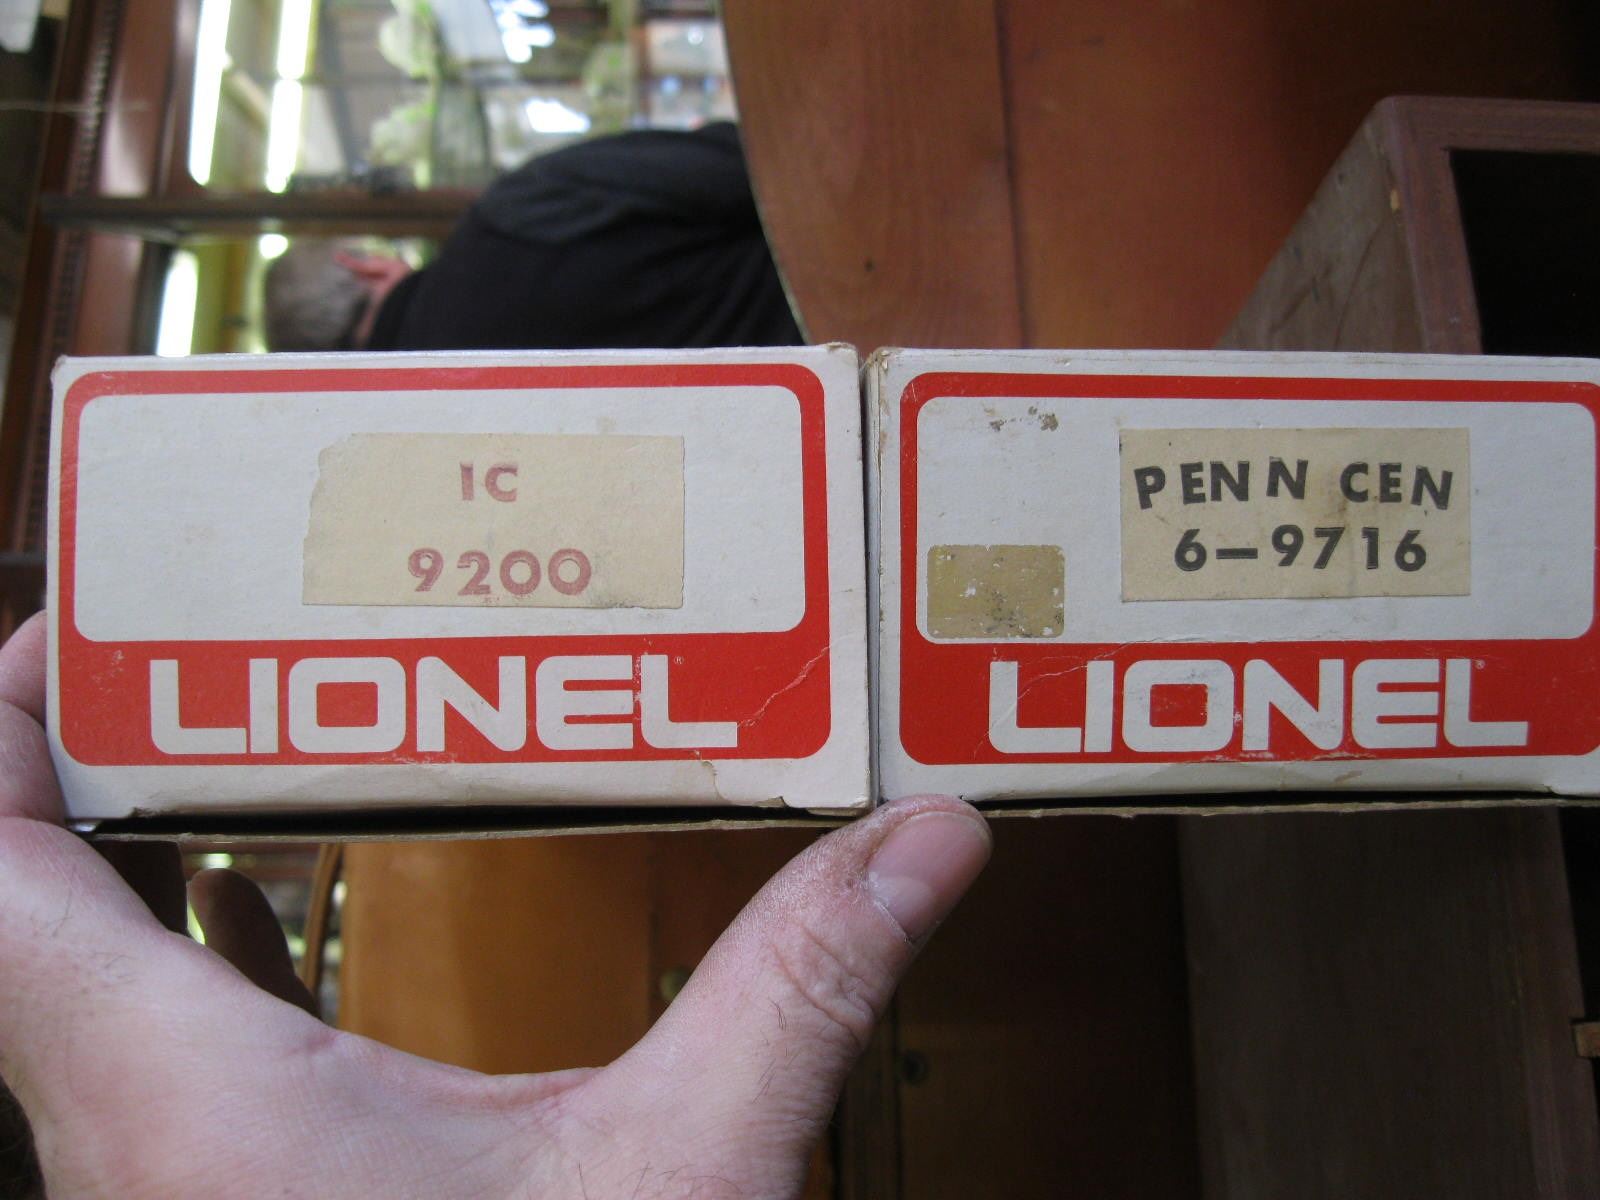 IC
9200
LIONEL®
PENN CEN
6-9716
LIONEL®